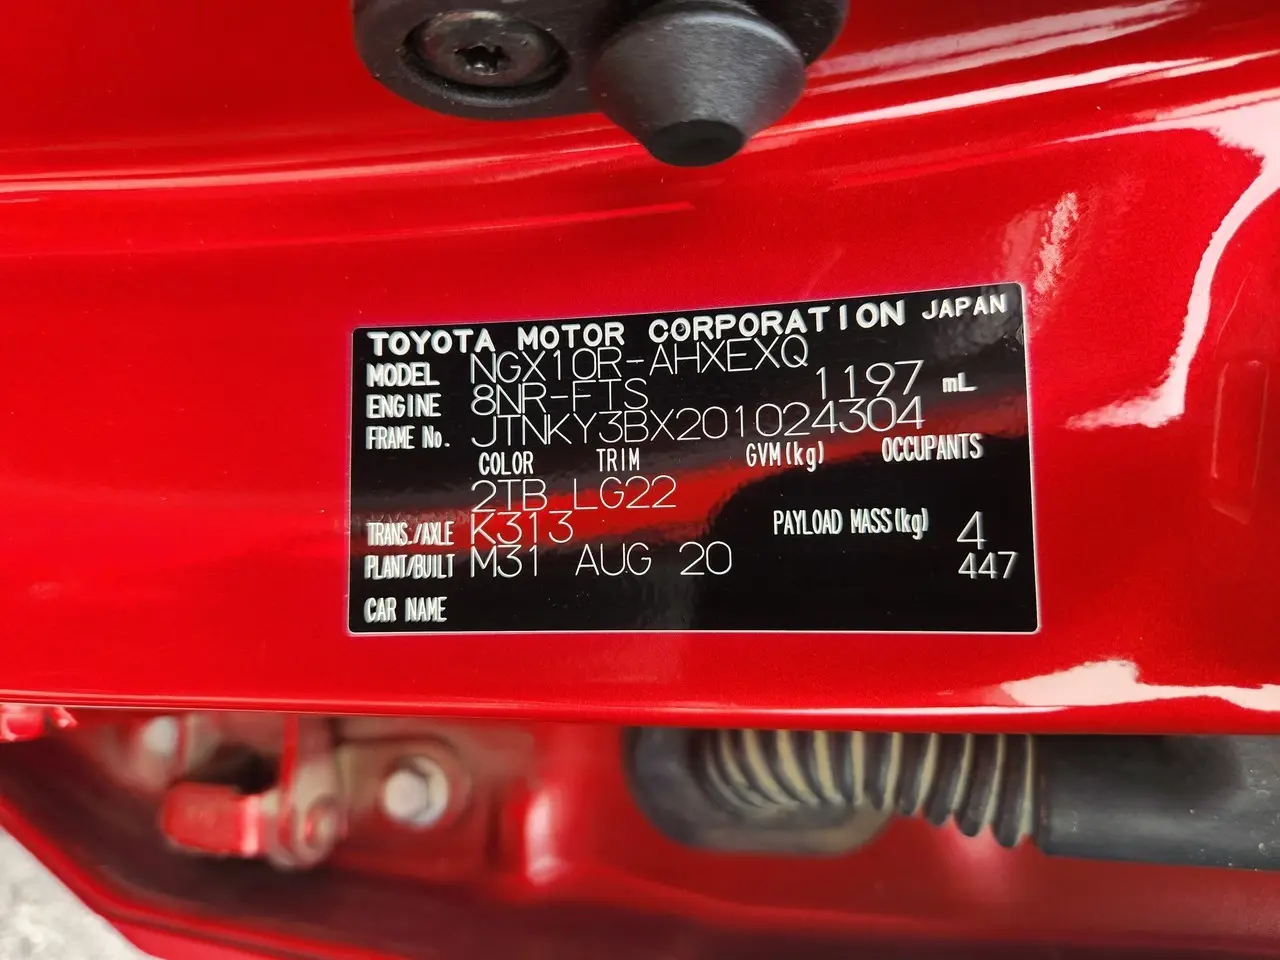 TOYOTA MOTOR CORPORATION JAPAN
MODEL NGX10R-AHXEXQ
ENGINE 8NR-FTS 1197 mL
FRAME No. JTNKY3BX201024304
COLOR TRIM GVM(kg) OCCUPANTS
2TB LG22
TRANS./AXLE K313 PAYLOAD MASS(kg) 4
PLANT/BUILT M31 AUG 20 447
CAR NAME